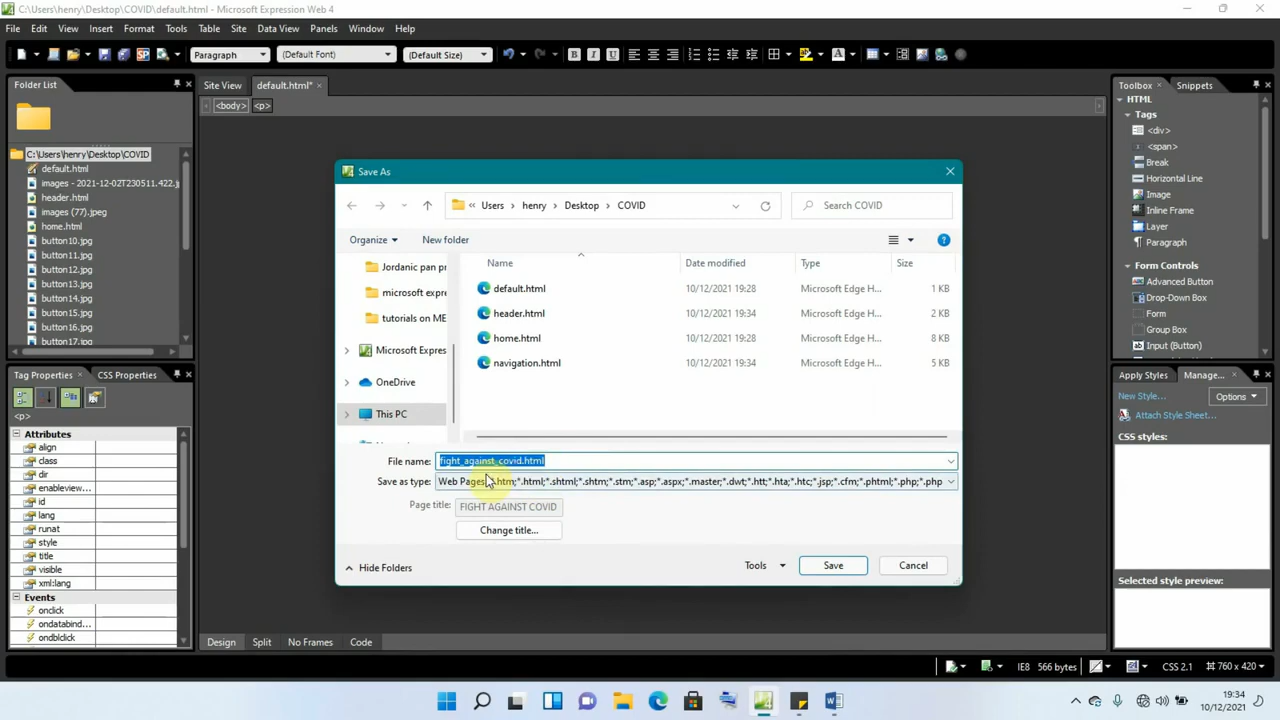 C:\Users\henry\Desktop\COVID\default.html - Microsoft Expression Web 4
File Edit View Insert Format Tools Table Site Data View Panels Window Help
Paragraph (Default Font) (Default Size) B I U A
Folder List
Site View default.html*
<body> <p>
C:\Users\henry\Desktop\COVID
default.html
images - 2021-12-02T230511.422.j
header.html
images (77).jpeg
home.html
button10.jpg
button11.jpg
button12.jpg
button13.jpg
button14.jpg
button15.jpg
button16.jpg
button17.jpg
Tag Properties CSS Properties
<p>
Attributes
align
class
dir
enableview...
id
lang
runat
style
title
visible
xml:lang
Events
onclick
ondatabind...
ondblclick
Save As
« Users > henry > Desktop > COVID
Search COVID
Organize New folder
Jordanic pan pr
microsoft expre
tutorials on ME
Microsoft Expres
OneDrive
This PC
Name Date modified Type Size
default.html 10/12/2021 19:28 Microsoft Edge H... 1 KB
header.html 10/12/2021 19:34 Microsoft Edge H... 2 KB
home.html 10/12/2021 19:28 Microsoft Edge H... 8 KB
navigation.html 10/12/2021 19:34 Microsoft Edge H... 5 KB
File name: fight_against_covid.html
Save as type: Web Pages *.htm;*.html;*.shtml;*.shtm;*.stm;*.asp;*.aspx;*.master;*.dwt;*.htt;*.hta;*.htc;*.jsp;*.cfm;*.phtml;*.php;*.php
Page title: FIGHT AGAINST COVID
Change title...
Hide Folders
Tools Save Cancel
Toolbox Snippets
HTML
Tags
<div>
<span>
Break
Horizontal Line
Image
Inline Frame
Layer
Paragraph
Form Controls
Advanced Button
Drop-Down Box
Form
Group Box
Input (Button)
Apply Styles Manage...
New Style... Options
Attach Style Sheet...
CSS styles:
Selected style preview:
Design Split No Frames Code
IE8 566 bytes CSS 2.1 760 x 420
19:34
10/12/2021